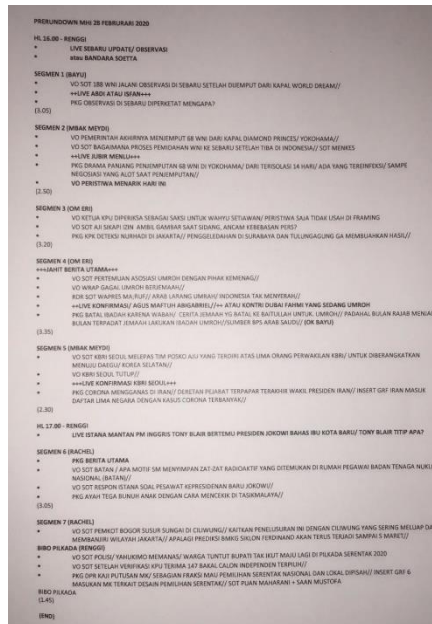 PRERUNDOWN MHI 28 FEBRURARI 2020
HL 16.00 - RENGGI
* LIVE SEBARU UPDATE/ OBSERVASI
* atau BANDARA SOETTA
SEGMEN 1 (BAYU)
* VO SOT 188 WNI JALANI OBSERVASI DI SEBARU SETELAH DIJEMPUT DARI KAPAL WORLD DREAM//
* ++LIVE ABDI ATAU ISFAN+++
* PKG OBSERVASI DI SEBARU DIPERKETAT MENGAPA?
(3.05)
SEGMEN 2 (MBAK MEYDI)
* VO PEMERINTAH AKHIRNYA MENJEMPUT 68 WNI DARI KAPAL DIAMOND PRINCES/ YOKOHAMA//
* VO SOT BAGAIMANA PROSES PEMIDAHAN WNI KE SEBARU SETELAH TIBA DI INDONESIA// SOT MENKES
* ++LIVE JUBIR MENLU+++
* PKG DRAMA PANJANG PENJEMPUTAN 68 WNI DI YOKOHAMA/ DARI TERISOLASI 14 HARI/ ADA YANG TEREINFEKSI/ SAMPE
NEGOSIASI YANG ALOT SAAT PENJEMPUTAN//
* VO PERISTIWA MENARIK HARI INI
(2.50)
SEGMEN 3 (OM ERI)
* VO KETUA KPU DIPERIKSA SEBAGAI SAKSI UNTUK WAHYU SETIAWAN/ PERISTIWA SAJA TIDAK USAH DI FRAMING
* VO SOT AJI SIKAPI IZIN AMBIL GAMBAR SAAT SIDANG, ANCAM KEBEBASAN PERS?
* PKG KPK DETEKSI NURHADI DI JAKARTA// PENGGELEDAHAN DI SURABAYA DAN TULUNGAGUNG GA MEMBUAHKAN HASIL//
(3.20)
SEGMEN 4 (OM ERI)
+++JAHIT BERITA UTAMA+++
* VO SOT PERTEMUAN ASOSIASI UMROH DENGAN PIHAK KEMENAG//
* VO WRAP GAGAL UMROH BERJEMAAH//
* ROR SOT WAPRES MA;RUF// ARAB LARANG UMRAH/ INDONESIA TAK MENYERAH//
* ++LIVE KONFIRMASI/ AGUS MAFTUH ABGABRIEL//++ ATAU KONTRI DUBAI FAHMI YANG SEDANG UMROH
* PKG BATAL IBADAH KARENA WABAH/ CERITA JEMAAH YG BATAL KE BAITULLAH UNTUK UMROH// PADAHAL BULAN RAJAB MENJA
BULAN TERPADAT JEMAAH LAKUKAN IBADAH UMROH//SUMBER BPS ARAB SAUDI// (OK BAYU)
(3.35)
SEGMEN 5 (MBAK MEYDI)
* VO SOT KBRI SEOUL MELEPAS TIM POSKO AJU YANG TERDIRI ATAS LIMA ORANG PERWAKILAN KBRI/ UNTUK DIBERANGKATKAN
MENUJU DAEGU/ KOREA SELATAN//
* VO KBRI SEOUL TUTUP//
* +++LIVE KONFIRMASI KBRI SEOUL+++
* PKG CORONA MENGGANAS DI IRAN// DERETAN PEJABAT TERPAPAR TERAKHIR WAKIL PRESIDEN IRAN// INSERT GRF IRAN MASUK
DAFTAR LIMA NEGARA DENGAN KASUS CORONA TERBANYAK//
(2.30)
HL 17.00 - RENGGI
* LIVE ISTANA MANTAN PM INGGRIS TONY BLAIR BERTEMU PRESIDEN JOKOWI BAHAS IBU KOTA BARU/ TONY BLAIR TITIP APA?
SEGMEN 6 (RACHEL)
* PKG BERITA UTAMA
* VO SOT BATAN / APA MOTIF SM MENYIMPAN ZAT-ZAT RADIOAKTIF YANG DITEMUKAN DI RUMAH PEGAWAI BADAN TENAGA NUKL
NASIONAL (BATAN)//
* VO SOT RESPON ISTANA SOAL PESAWAT KEPRESIDENAN BARU JOKOWI//
* PKG AYAH TEGA BUNUH ANAK DENGAN CARA MENCEKIK DI TASIKMALAYA//
(3.05)
SEGMEN 7 (RACHEL)
* VO SOT PEMKOT BOGOR SUSUR SUNGAI DI CILIWUNG// KAITKAN PENELUSURAN INI DENGAN CILIWUNG YANG SERING MELUAP DA
MEMBANJIRI WILAYAH JAKARTA// APALAGI PREDIKSI BMKG SIKLON FERDINAND AKAN TERUS TERJADI SAMPAI 5 MARET//
BIBO PILKADA (RENGGI)
* VO SOT POLISI/ YAHUKIMO MEMANAS/ WARGA TUNTUT BUPATI TAK IKUT MAJU LAGI DI PILKADA SERENTAK 2020
* VO SOT SETELAH VERIFIKASI KPU TERIMA 147 BAKAL CALON INDEPENDEN TERPILIH//
* PKG DPR KAJI PUTUSAN MK/ SEBAGIAN FRAKSI MAU PEMILIHAN SERENTAK NASIONAL DAN LOKAL DIPISAH// INSERT GRF 6
MASUKAN MK TERKAIT DESAIN PEMILIHAN SERENTAK// SOT PUAN MAHARANI + SAAN MUSTOFA
BIBO PILKADA
(1.45)
(END)